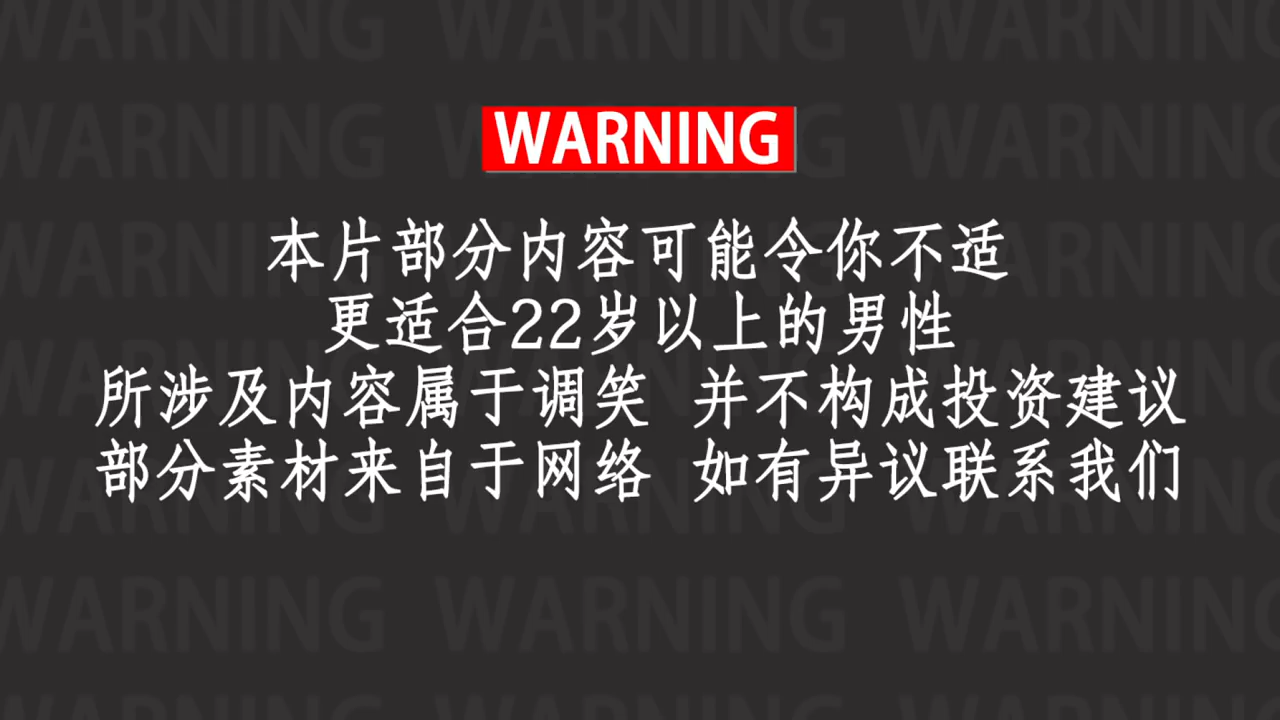 WARNING
本片部分内容可能令你不适
更适合22岁以上的男性
所涉及内容属于调笑 并不构成投资建议
部分素材来自于网络 如有异议联系我们